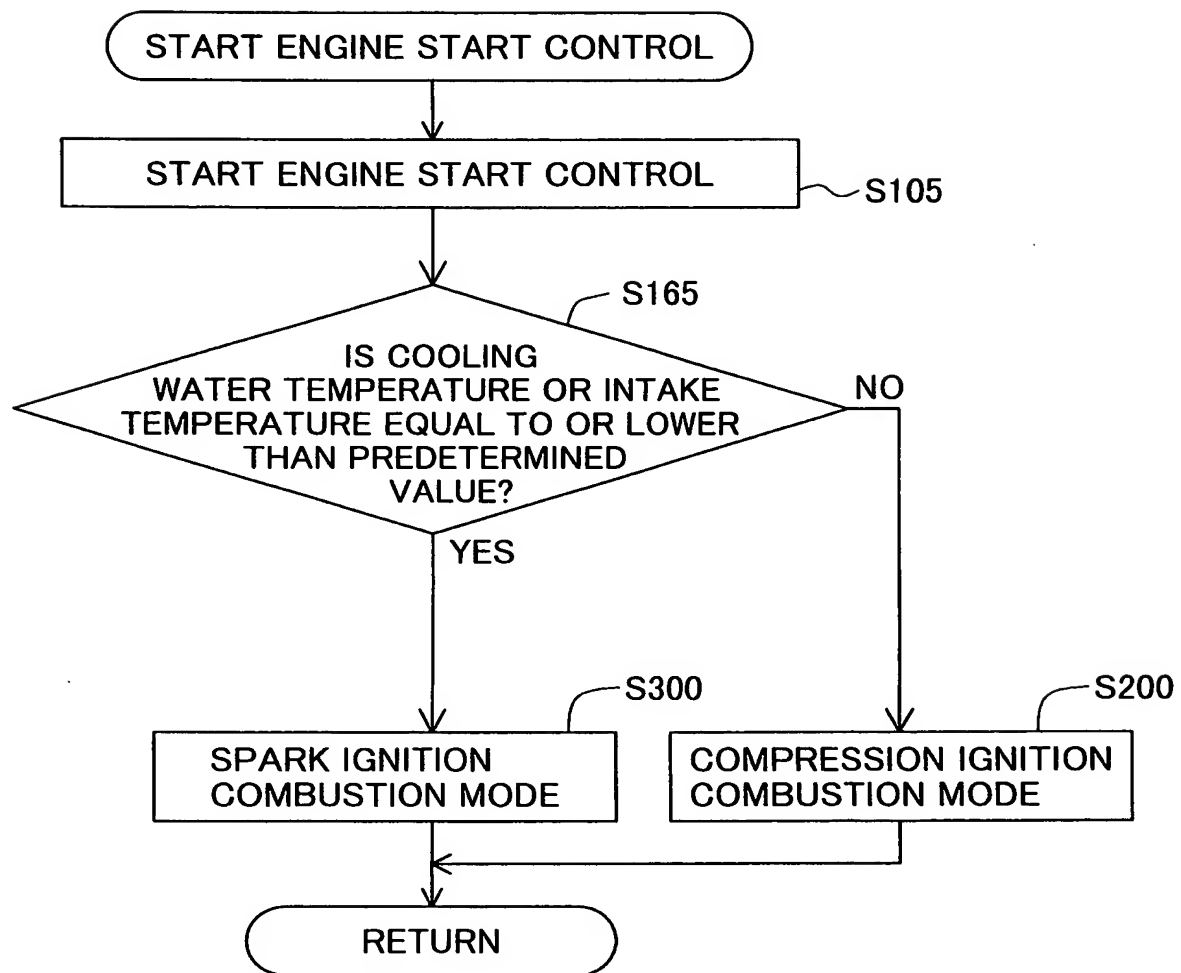 START ENGINE START CONTROL
START ENGINE START CONTROL
S105
S165
IS COOLING
WATER TEMPERATURE OR INTAKE
TEMPERATURE EQUAL TO OR LOWER
THAN PREDETERMINED
VALUE?
NO
YES
S300
S200
SPARK IGNITION
COMBUSTION MODE
COMPRESSION IGNITION
COMBUSTION MODE
RETURN